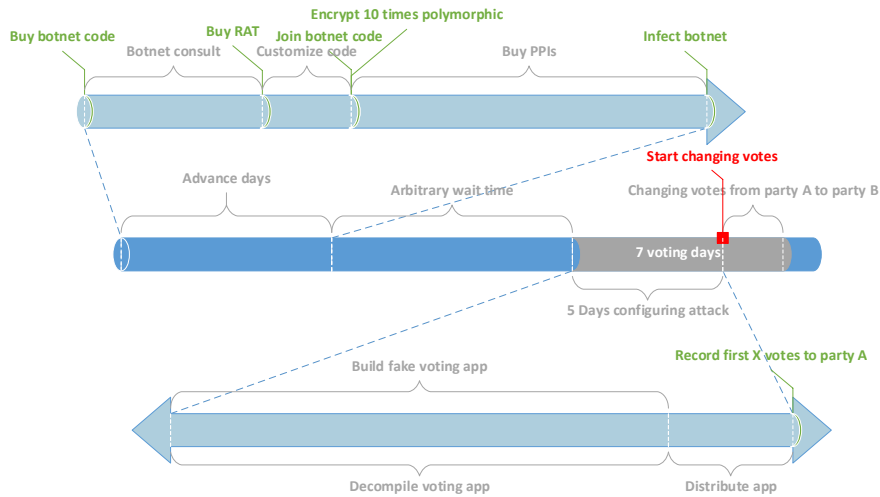 Encrypt 10 times polymorphic
Buy botnet code
Buy RAT
Join botnet code
Infect botnet
Botnet consult
Customize code
Buy PPIs
Start changing votes
Advance days
Arbitrary wait time
Changing votes from party A to party B
7 voting days
5 Days configuring attack
Record first X votes to party A
Build fake voting app
Decompile voting app
Distribute app